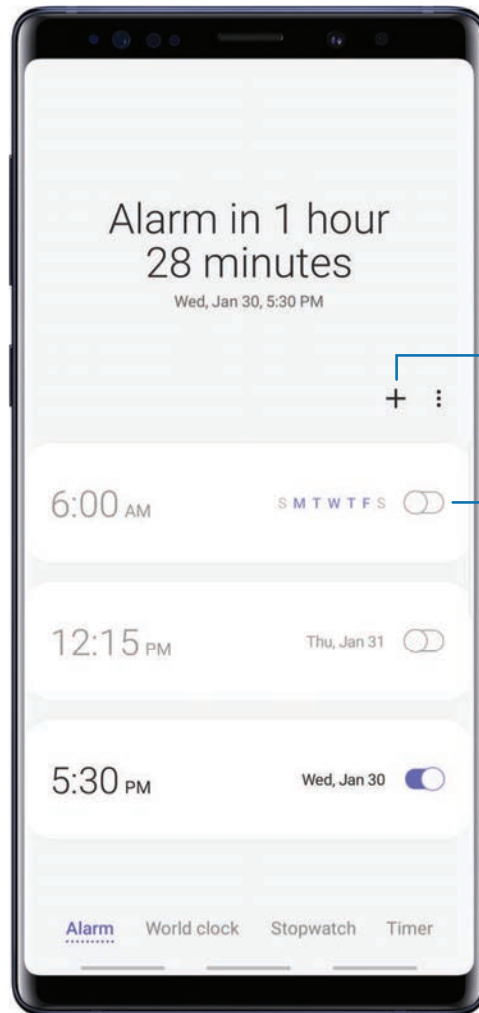 Alarm in 1 hour
28 minutes
Wed, Jan 30, 5:30 PM
6:00 AM S M T W T F S
12:15 PM Thu, Jan 31
5:30 PM Wed, Jan 30
Alarm World clock Stopwatch Timer